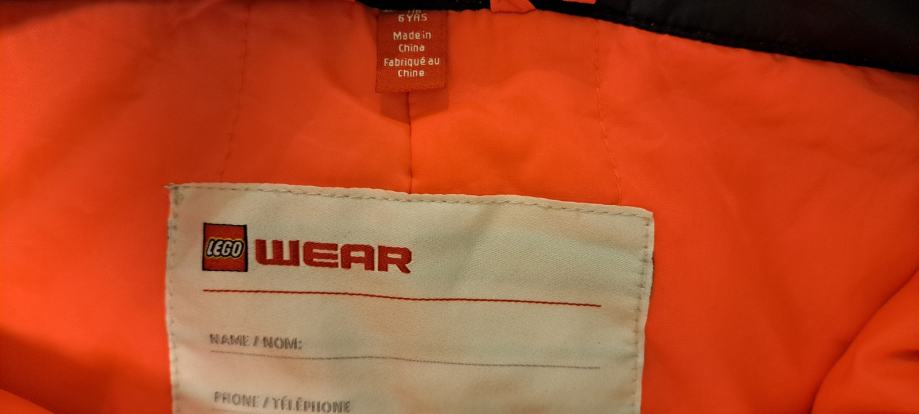 6 YRS
Made in
China
Fabriqué au
Chine
LEGO WEAR
NAME / NOM:
PHONE / TÉLÉPHONE